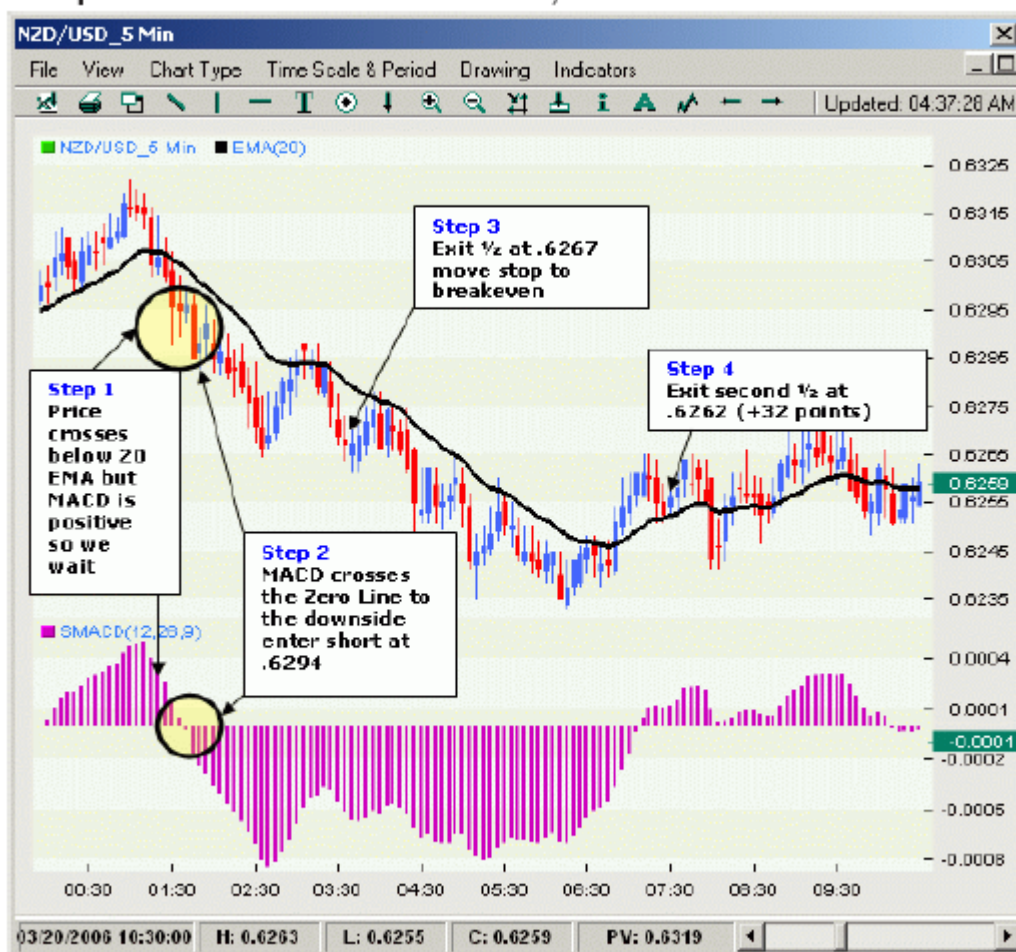 NZD/USD_5 Min
File View Chart Type Time Scale & Period Drawing Indicators
T i A Updated: 04:37:28 AM
NZD/USD_5 Min EMA(20)
0.6325
0.6315
0.6305
0.6295
0.6295
0.6275
0.6265
0.6259
0.6255
0.6245
0.6235
Step 3
Exit ½ at .6267
move stop to
breakeven
Step 4
Exit second ½ at
.6262 (+32 points)
Step 1
Price
crosses
below 20
EMA but
MACD is
positive
so we
wait
Step 2
MACD crosses
the Zero Line to
the downside
enter short at
.6294
SMACD(12,26,9)
0.0004
0.0001
-0.0001
-0.0002
-0.0005
-0.0008
00:30 01:30 02:30 03:30 04:30 05:30 06:30 07:30 08:30 09:30
03/20/2006 10:30:00 H: 0.6263 L: 0.6255 C: 0.6259 PV: 0.6319